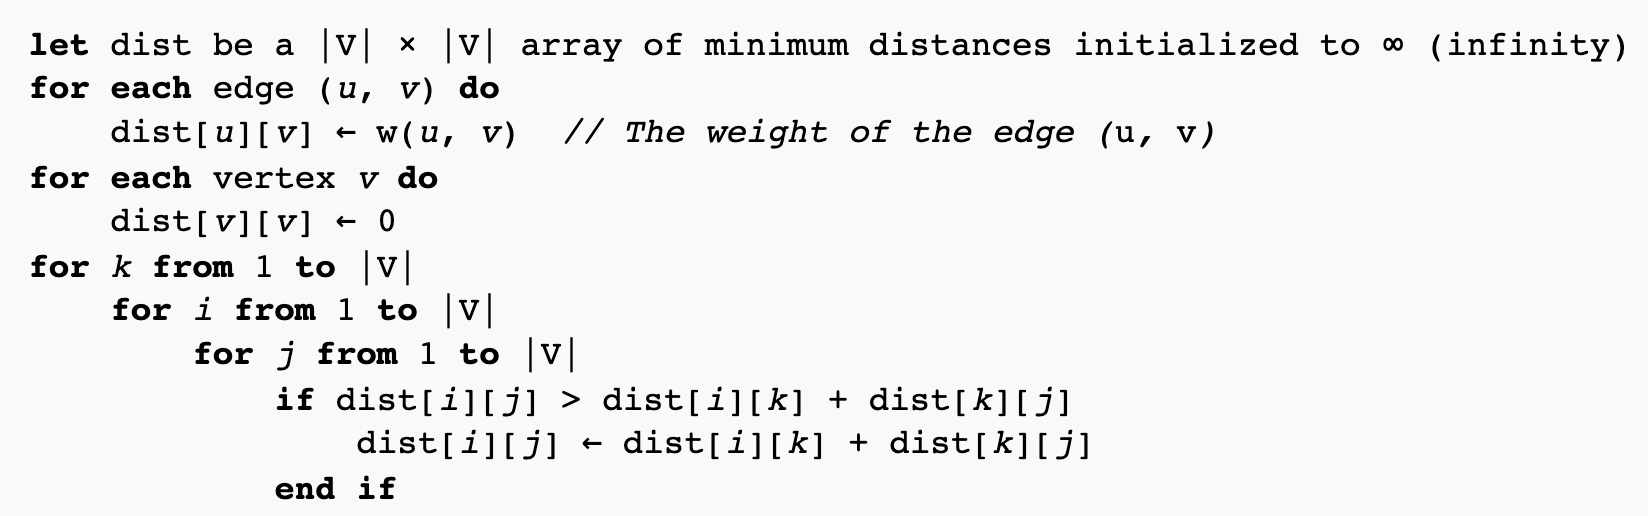 let dist be a |V| × |V| array of minimum distances initialized to ∞ (infinity)
for each edge (u, v) do
    dist[u][v] ← w(u, v)  // The weight of the edge (u, v)
for each vertex v do
    dist[v][v] ← 0
for k from 1 to |V|
    for i from 1 to |V|
        for j from 1 to |V|
            if dist[i][j] > dist[i][k] + dist[k][j]
                dist[i][j] ← dist[i][k] + dist[k][j]
            end if